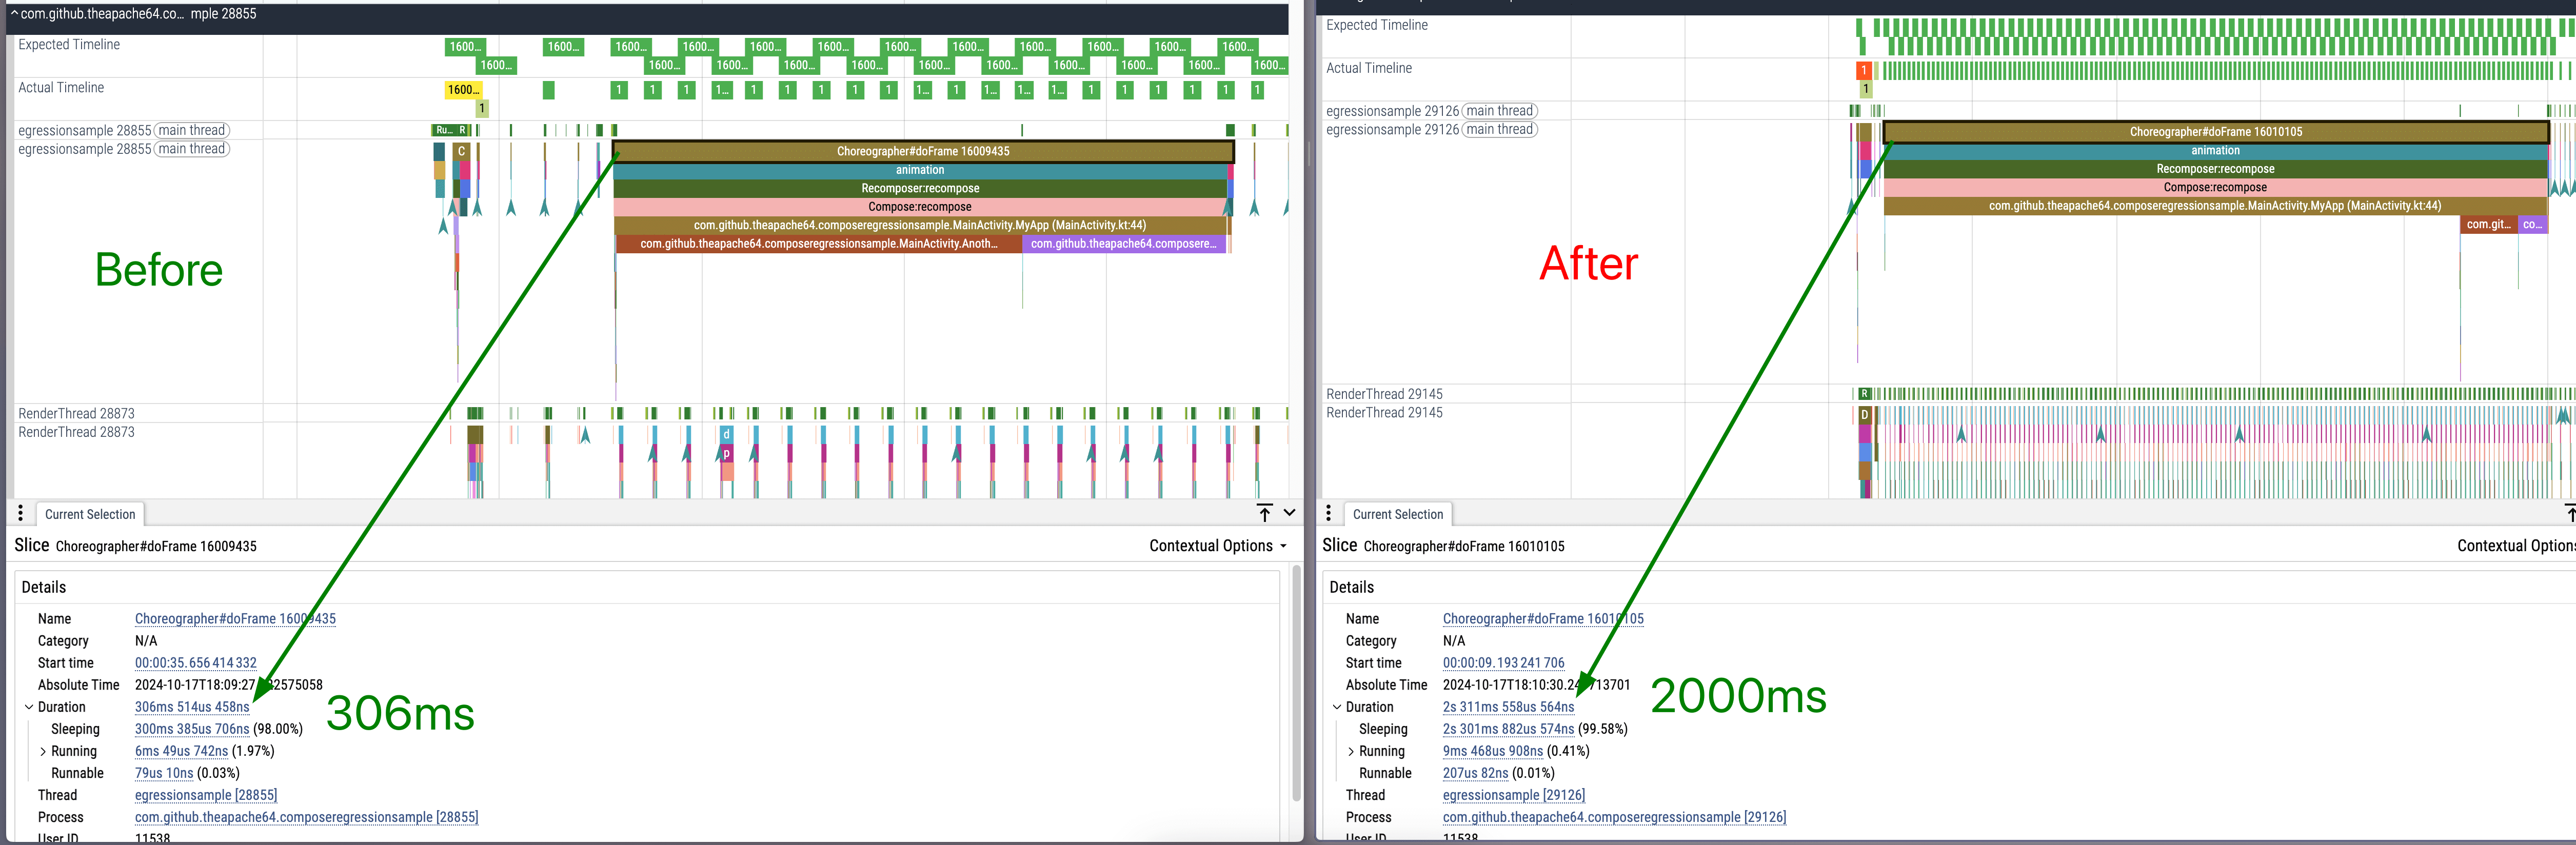 com.github.theapache64.co... mple 28855
Expected Timeline
1600... 1600... 1600... 1600... 1600... 1600... 1600... 1600... 1600... 1600... 1600... 1600...
1600... 1600... 1600... 1600... 1600... 1600... 1600... 1600... 1600... 1600... 1600...
Actual Timeline
1600... 1 1 1 1... 1 1 1 1 1 1... 1 1... 1... 1 1 1 1 1 1 1
1
egressionsample 28855 main thread
Ru... R
egressionsample 28855 main thread
C
Choreographer#doFrame 16009435
animation
Recomposer:recompose
Compose:recompose
com.github.theapache64.composeregressionsample.MainActivity.MyApp (MainActivity.kt:44)
com.github.theapache64.composeregressionsample.MainActivity.Anoth... com.github.theapache64.compose​re...
Before
RenderThread 28873
RenderThread 28873
d
p
Current Selection
Slice Choreographer#doFrame 16009435
Contextual Options
Details
Name Choreographer#doFrame 16009435
Category N/A
Start time 00:00:35.656 414 332
Absolute Time 2024-10-17T18:09:27 2575058
Duration 306ms 514us 458ns
306ms
Sleeping 300ms 385us 706ns (98.00%)
Running 6ms 49us 742ns (1.97%)
Runnable 79us 10ns (0.03%)
Thread egressionsample [28855]
Process com.github.theapache64.composeregressionsample [28855]
User ID 11538
Expected Timeline
Actual Timeline
1
1
egressionsample 29126 main thread
egressionsample 29126 main thread
Choreographer#doFrame 16010105
animation
Recomposer:recompose
Compose:recompose
com.github.theapache64.composeregressionsample.MainActivity.MyApp (MainActivity.kt:44)
com.git... co...
After
RenderThread 29145
R
RenderThread 29145
D
Current Selection
Slice Choreographer#doFrame 16010105
Contextual Options
Details
Name Choreographer#doFrame 16010105
Category N/A
Start time 00:00:09.193 241 706
Absolute Time 2024-10-17T18:10:30.24 713701
Duration 2s 311ms 558us 564ns
2000ms
Sleeping 2s 301ms 882us 574ns (99.58%)
Running 9ms 468us 908ns (0.41%)
Runnable 207us 82ns (0.01%)
Thread egressionsample [29126]
Process com.github.theapache64.composeregressionsample [29126]
User ID 11538